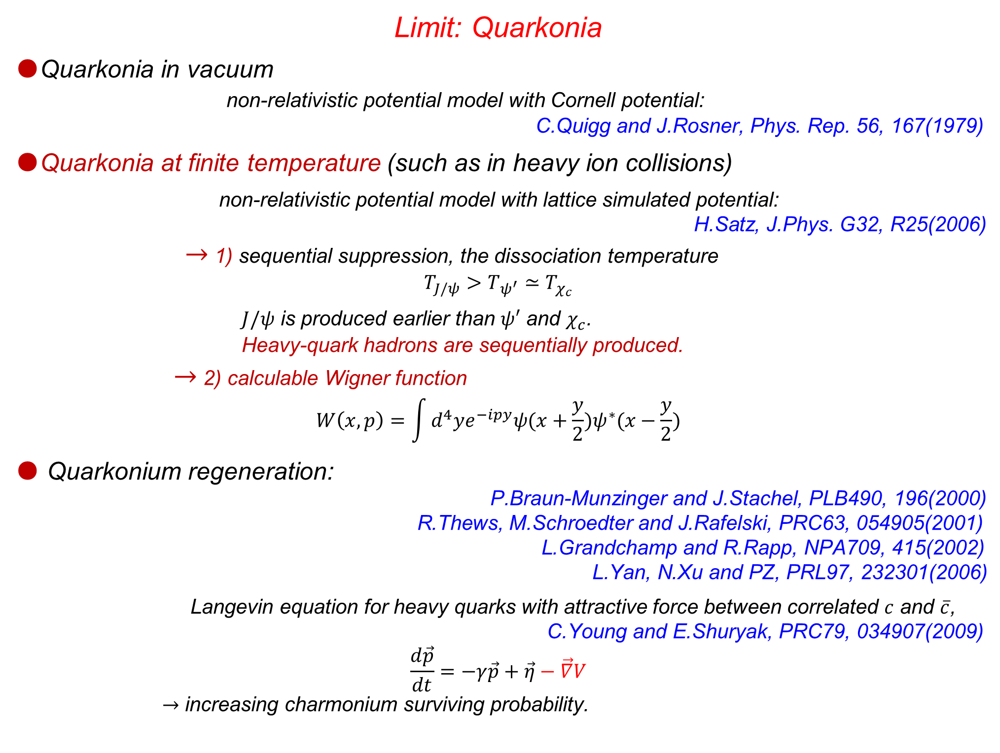 Limit: Quarkonia
● Quarkonia in vacuum
non-relativistic potential model with Cornell potential:
C.Quigg and J.Rosner, Phys. Rep. 56, 167(1979)
● Quarkonia at finite temperature (such as in heavy ion collisions)
non-relativistic potential model with lattice simulated potential:
H.Satz, J.Phys. G32, R25(2006)
→ 1) sequential suppression, the dissociation temperature
$T_{J/\psi} > T_{\psi'} \simeq T_{\chi_c}$
$J/\psi$ is produced earlier than $\psi'$ and $\chi_c$.
Heavy-quark hadrons are sequentially produced.
→ 2) calculable Wigner function
$W(x,p) = \int d^4 y e^{-ipy} \psi(x + \frac{y}{2}) \psi^*(x - \frac{y}{2})$
● Quarkonium regeneration:
P.Braun-Munzinger and J.Stachel, PLB490, 196(2000)
R.Thews, M.Schroedter and J.Rafelski, PRC63, 054905(2001)
L.Grandchamp and R.Rapp, NPA709, 415(2002)
L.Yan, N.Xu and PZ, PRL97, 232301(2006)
Langevin equation for heavy quarks with attractive force between correlated $c$ and $\bar{c}$,
C.Young and E.Shuryak, PRC79, 034907(2009)
$\frac{d\vec{p}}{dt} = -\gamma\vec{p} + \vec{\eta} - \vec{\nabla}V$
→ increasing charmonium surviving probability.